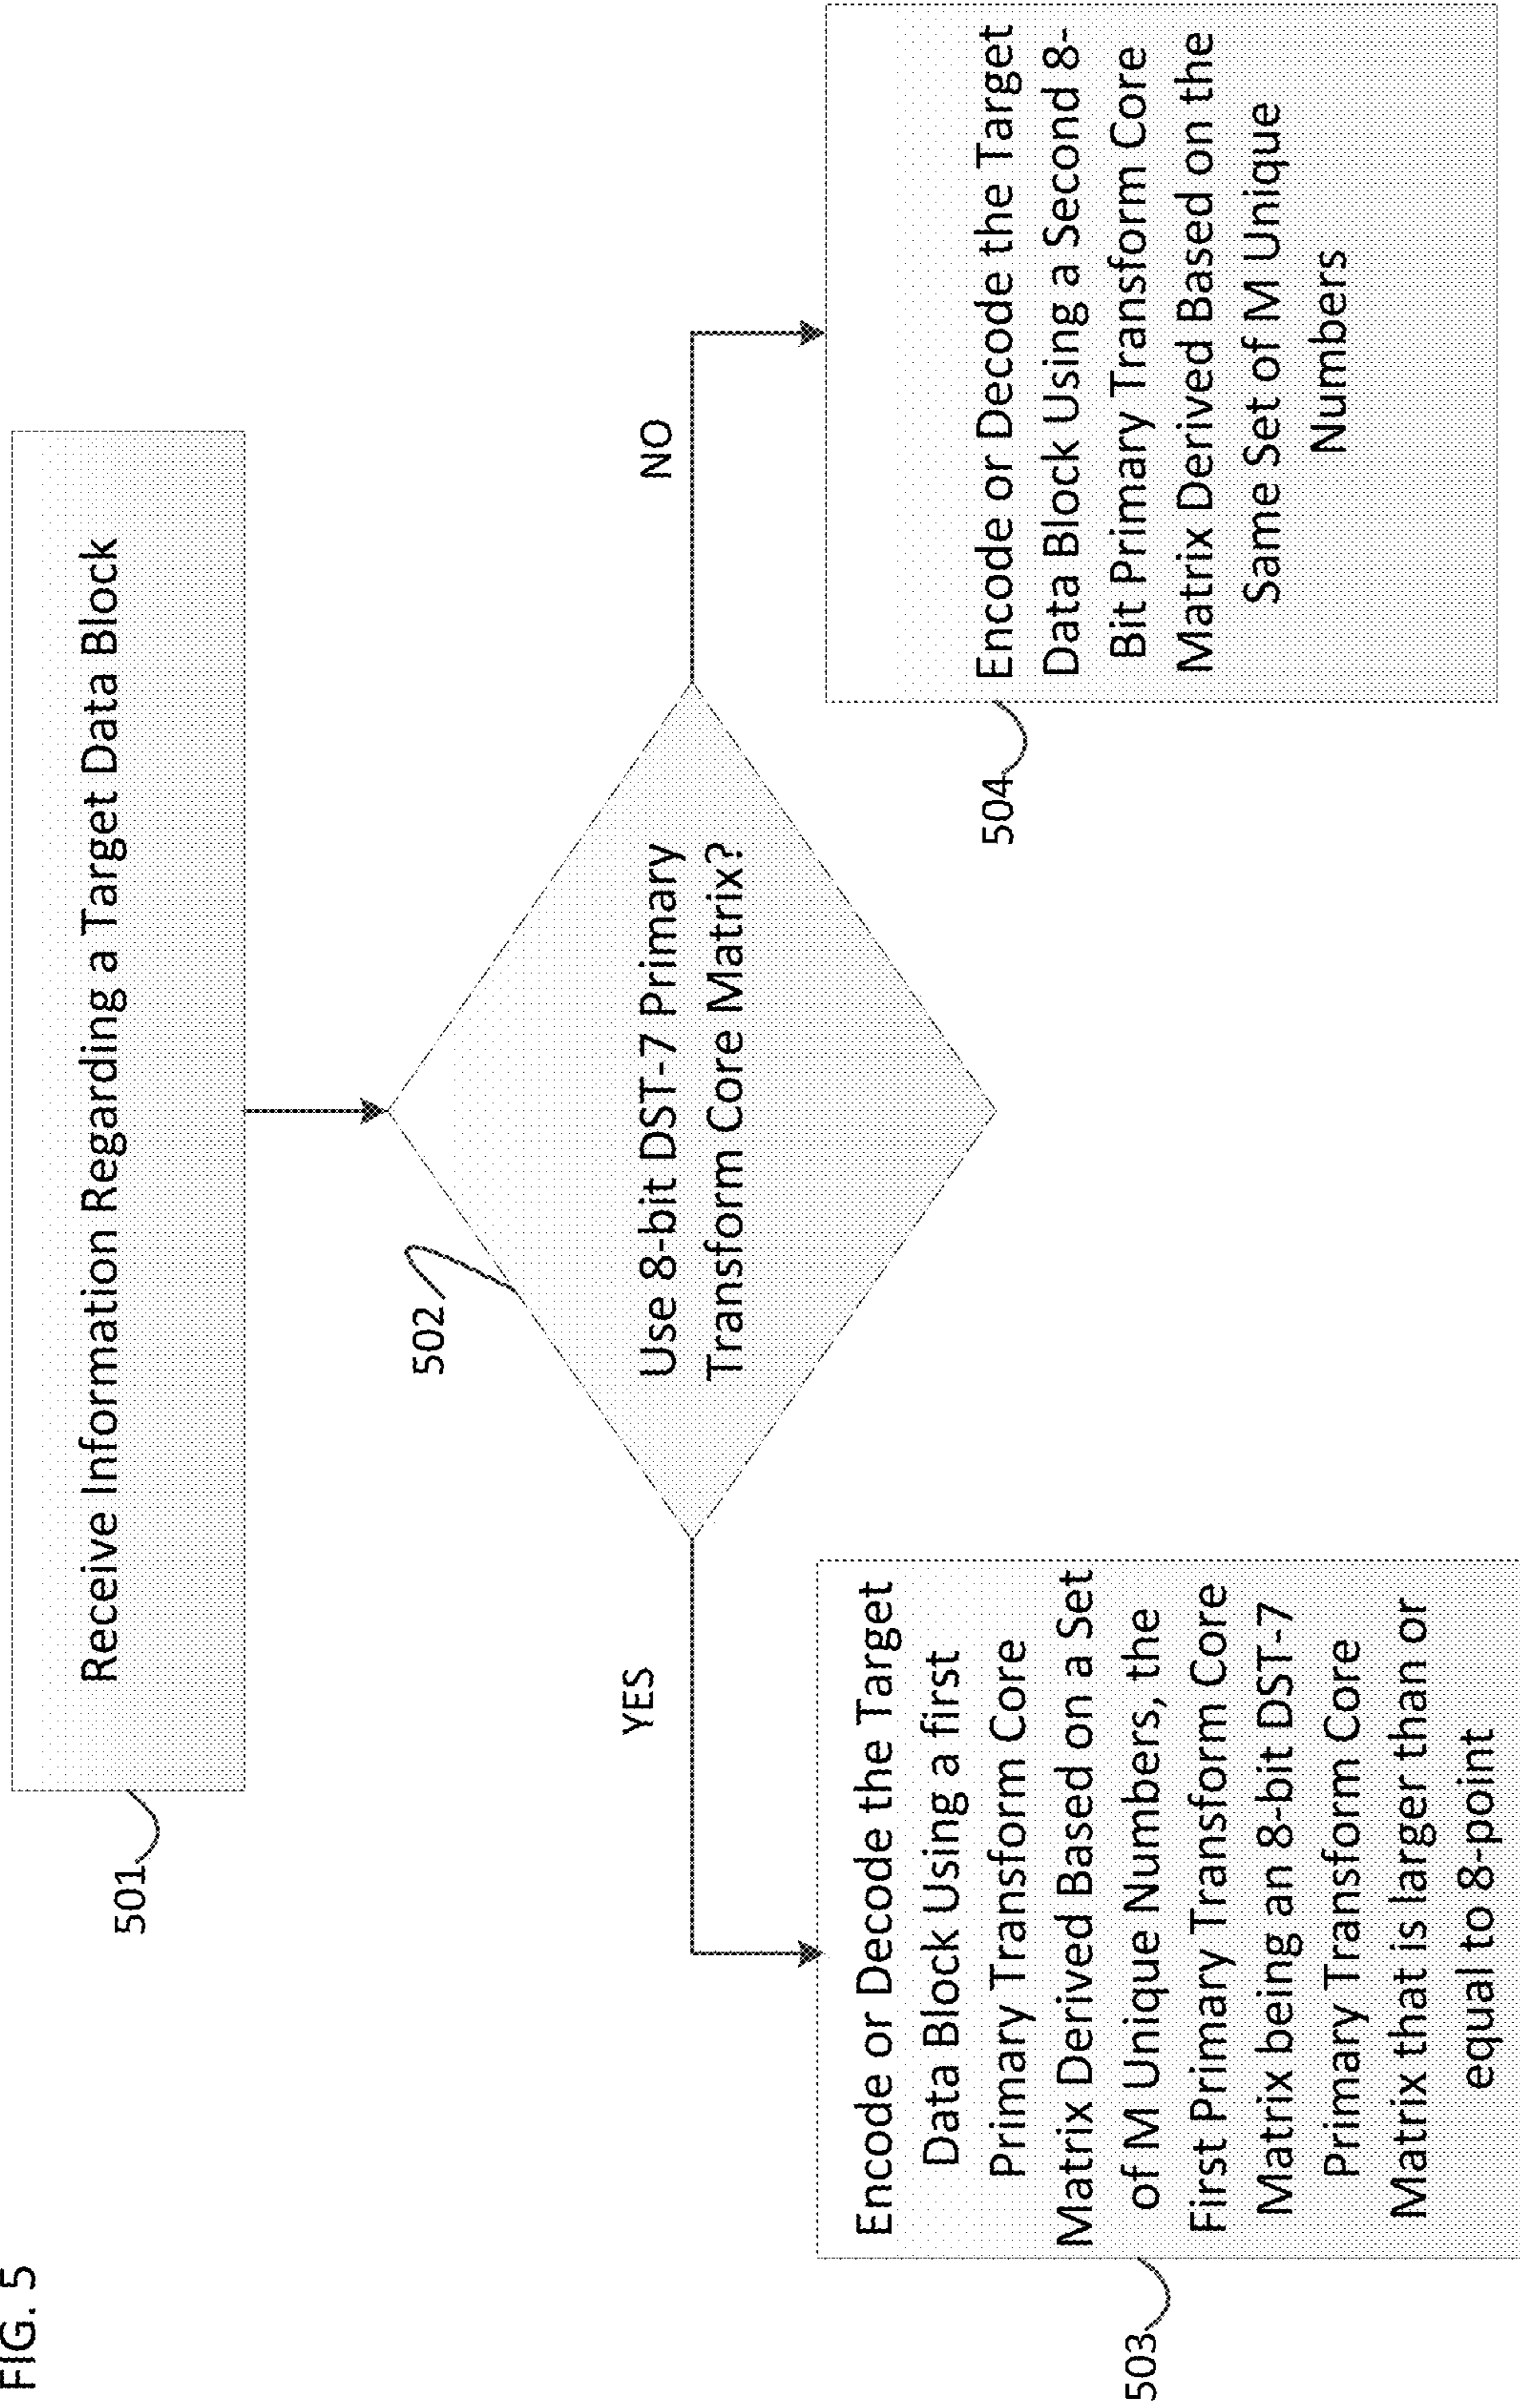 FIG. 5
501
Receive Information Regarding a Target Data Block
502
Use 8-bit DST-7 Primary
Transform Core Matrix?
YES
NO
503
Encode or Decode the Target
Data Block Using a first
Primary Transform Core
Matrix Derived Based on a Set
of M Unique Numbers, the
First Primary Transform Core
Matrix being an 8-bit DST-7
Primary Transform Core
Matrix that is larger than or
equal to 8-point
504
Encode or Decode the Target
Data Block Using a Second 8-
Bit Primary Transform Core
Matrix Derived Based on the
Same Set of M Unique
Numbers